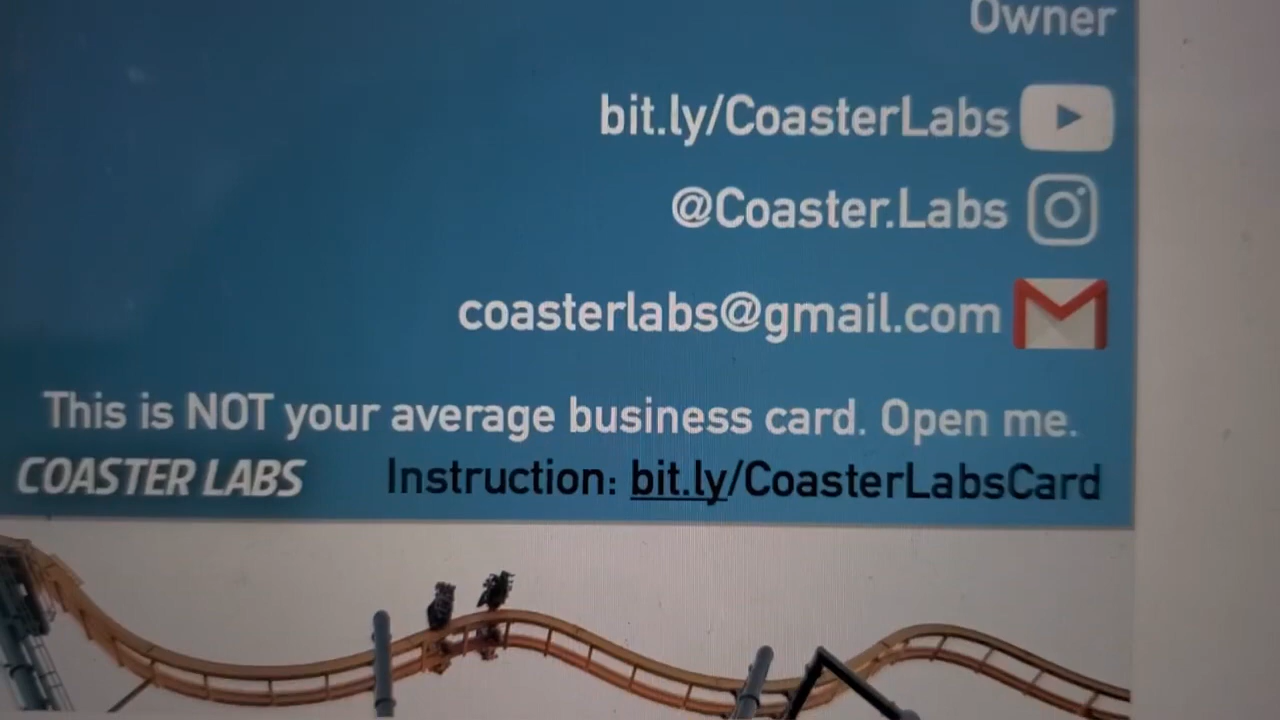 Owner
bit.ly/CoasterLabs
@Coaster.Labs
coasterlabs@gmail.com
This is NOT your average business card. Open me.
COASTER LABS Instruction: bit.ly/CoasterLabsCard